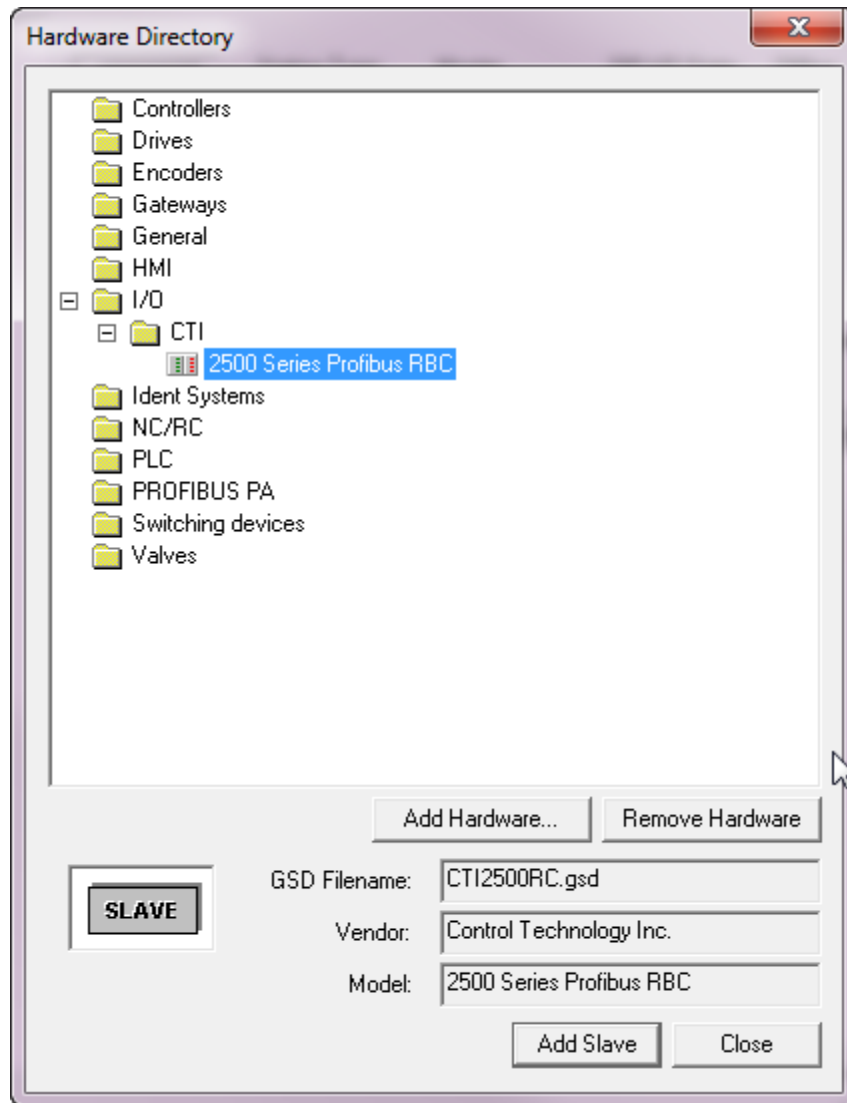 Hardware Directory
Controllers
Drives
Encoders
Gateways
General
HMI
I/O
CTI
2500 Series Profibus RBC
Ident Systems
NC/RC
PLC
PROFIBUS PA
Switching devices
Valves
Add Hardware... Remove Hardware
SLAVE
GSD Filename: CTI2500RC.gsd
Vendor: Control Technology Inc.
Model: 2500 Series Profibus RBC
Add Slave Close